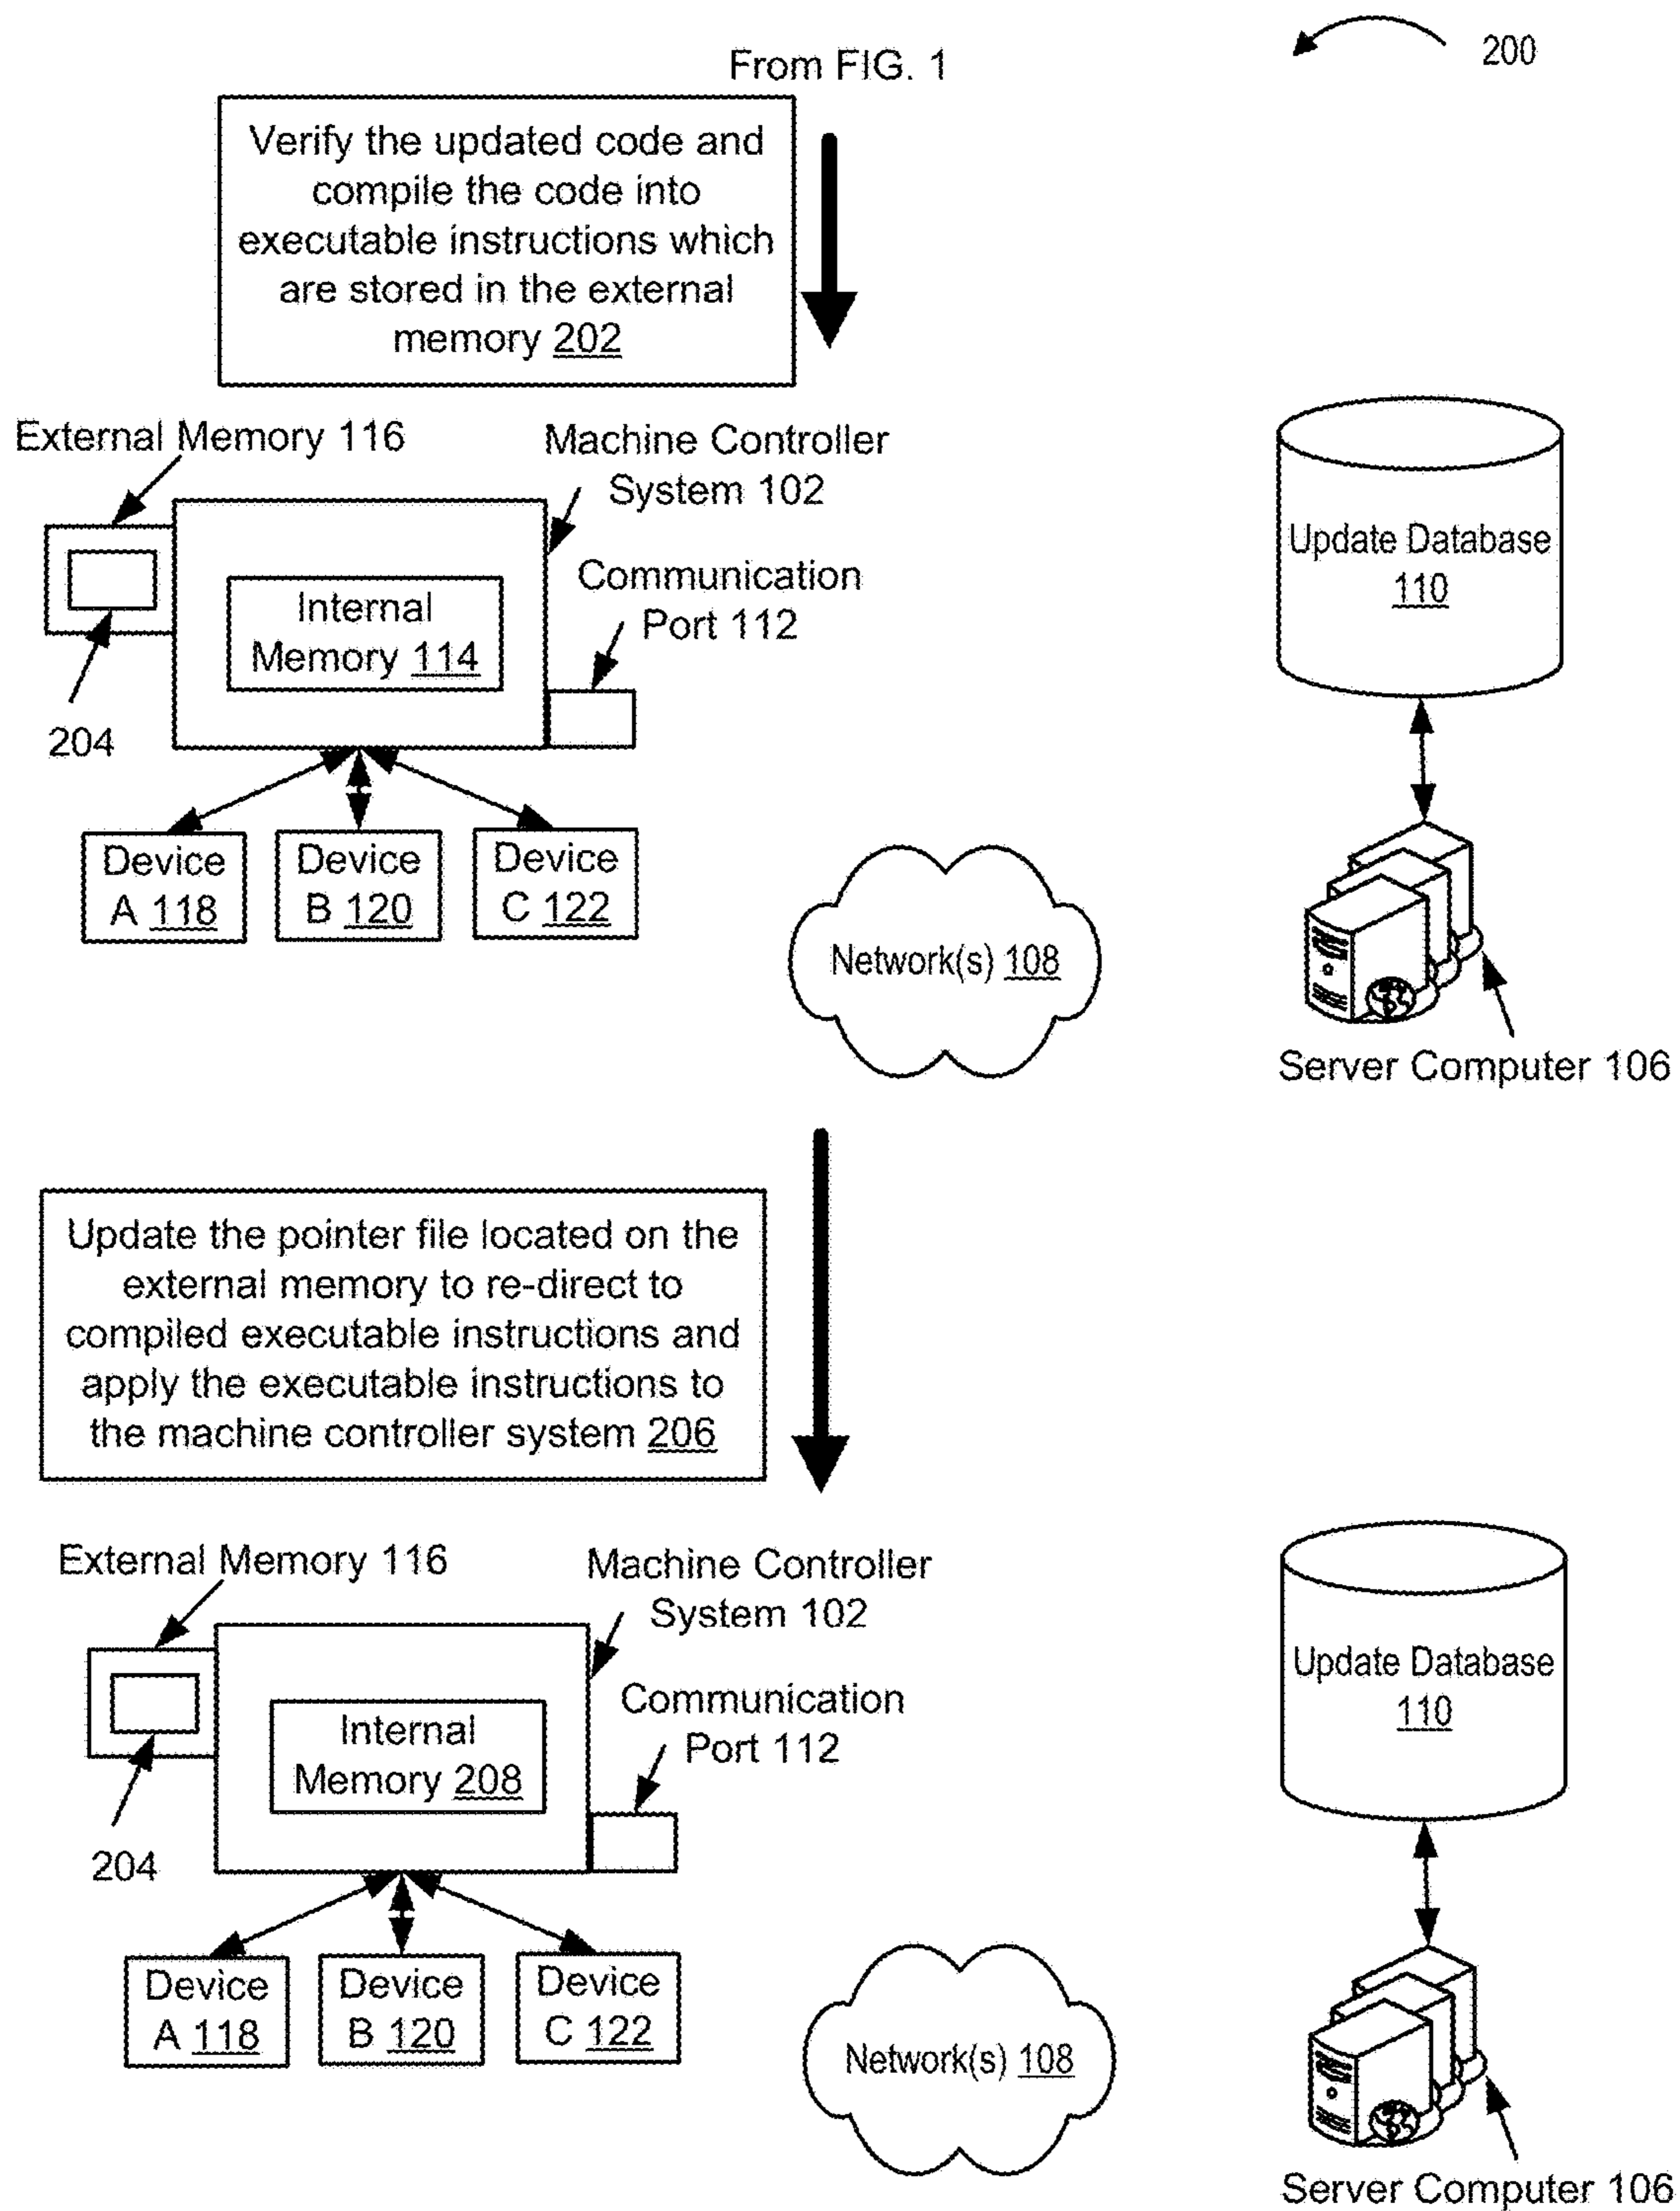 200
From FIG. 1
Verify the updated code and
compile the code into
executable instructions which
are stored in the external
memory 202
External Memory 116
Machine Controller
System 102
Communication
Port 112
Internal
Memory 114
204
Device
A 118
Device
B 120
Device
C 122
Network(s) 108
Update Database
110
Server Computer 106
Update the pointer file located on the
external memory to re-direct to
compiled executable instructions and
apply the executable instructions to
the machine controller system 206
External Memory 116
Machine Controller
System 102
Communication
Port 112
Internal
Memory 208
204
Device
A 118
Device
B 120
Device
C 122
Network(s) 108
Update Database
110
Server Computer 106